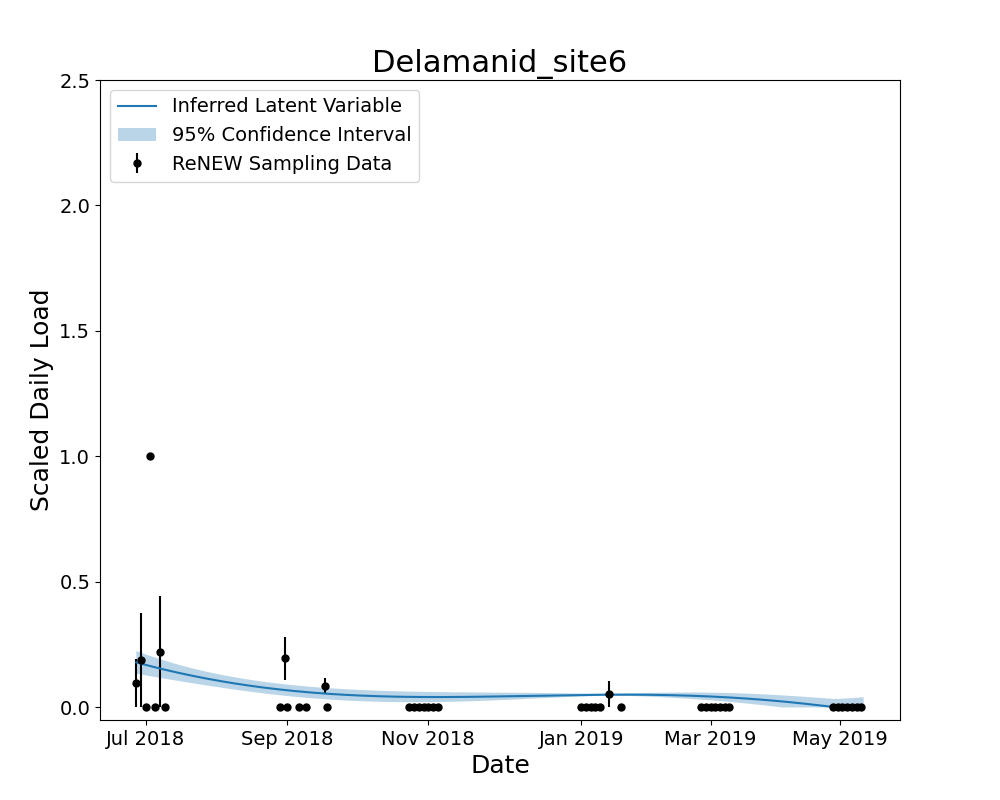 Delamanid_site6
Inferred Latent Variable
95% Confidence Interval
ReNEW Sampling Data
Scaled Daily Load
2.5
2.0
1.5
1.0
0.5
0.0
Jul 2018 Sep 2018 Nov 2018 Jan 2019 Mar 2019 May 2019
Date